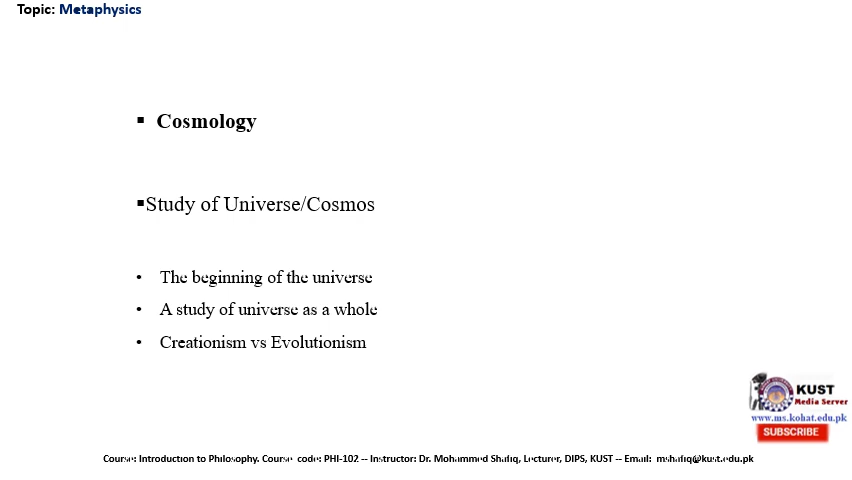 Topic: Metaphysics
▪ Cosmology
▪Study of Universe/Cosmos
• The beginning of the universe
• A study of universe as a whole
• Creationism vs Evolutionism
KUST
Media Server
www.ms.kohat.edu.pk
SUBSCRIBE
Course: Introduction to Philosophy. Course code: PHI-102 -- Instructor: Dr. Mohammed Shafiq, Lecturer, DIPS, KUST -- Email: mshafiq@kust.edu.pk